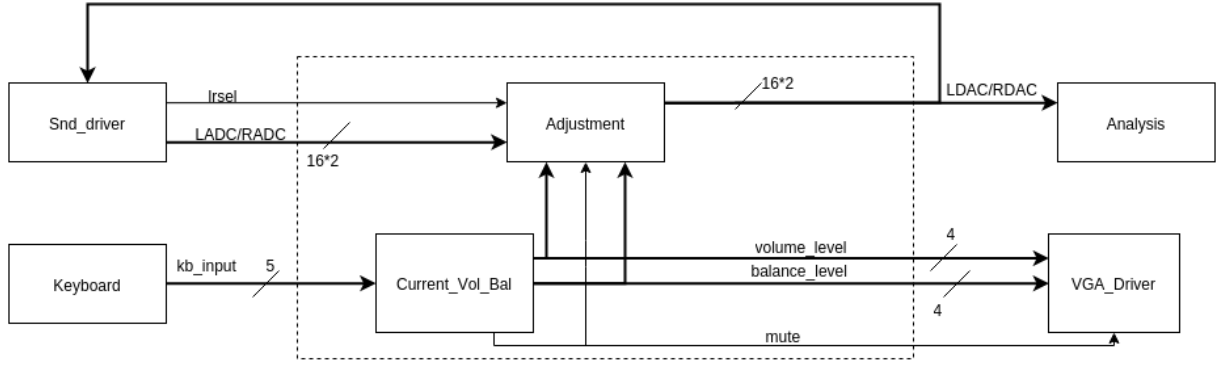 lrsel
16*2
LDAC/RDAC
Snd_driver
Adjustment
Analysis
LADC/RADC
16*2
kb_input
5
volume_level
4
Keyboard
Current_Vol_Bal
balance_level
VGA_Driver
4
mute